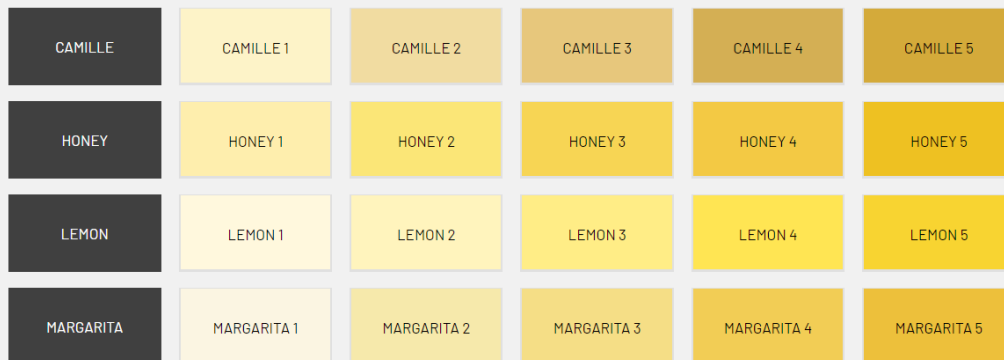 CAMILLE CAMILLE 1 CAMILLE 2 CAMILLE 3 CAMILLE 4 CAMILLE 5
HONEY HONEY 1 HONEY 2 HONEY 3 HONEY 4 HONEY 5
LEMON LEMON 1 LEMON 2 LEMON 3 LEMON 4 LEMON 5
MARGARITA MARGARITA 1 MARGARITA 2 MARGARITA 3 MARGARITA 4 MARGARITA 5